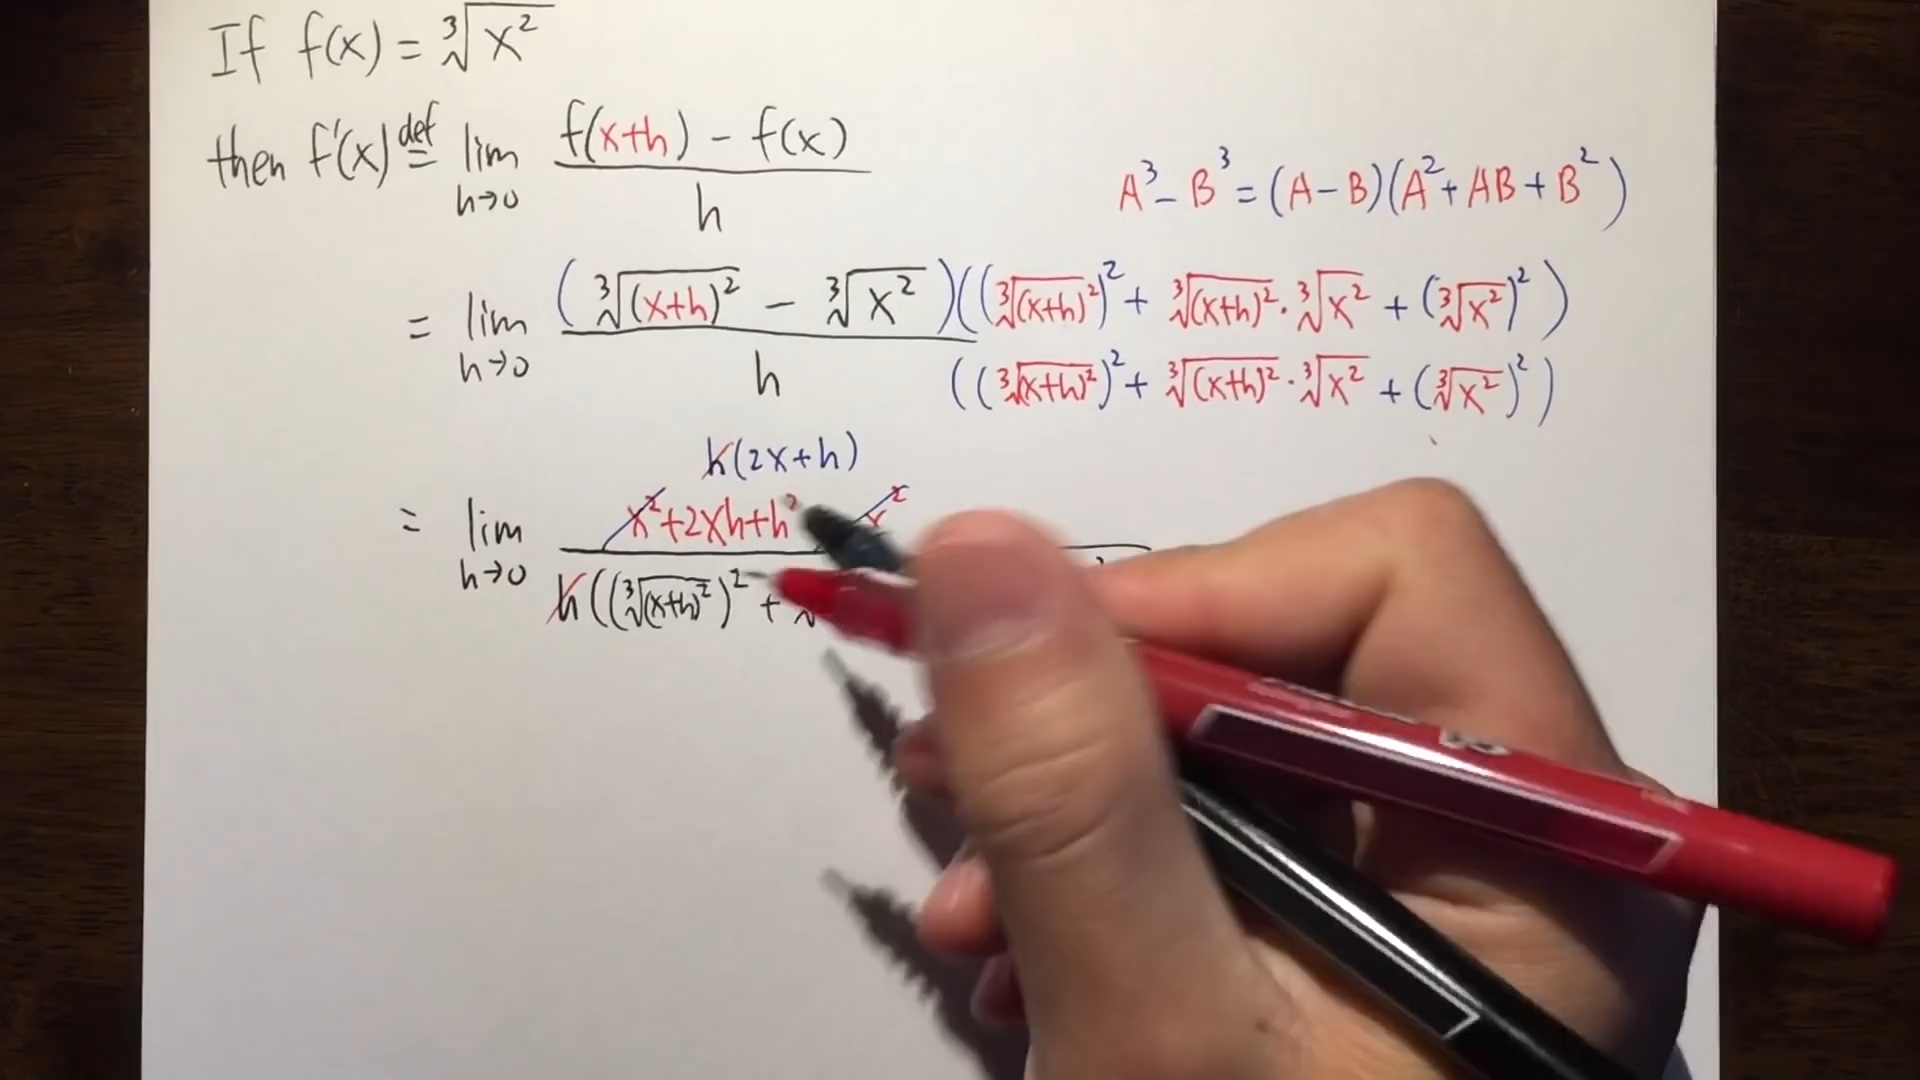 If f(x) = ∛x²
then f'(x) def= lim h→0 (f(x+h) - f(x)) / h
A³ - B³ = (A - B)(A² + AB + B²)
= lim h→0 (∛(x+h)² - ∛x²)((∛(x+h)²)² + ∛(x+h)² · ∛x² + (∛x²)²)
h ((∛(x+h)²)² + ∛(x+h)² · ∛x² + (∛x²)²)
h(2x+h)
= lim h→0 x² + 2xh + h² x²
h((∛(x+h)²)² +